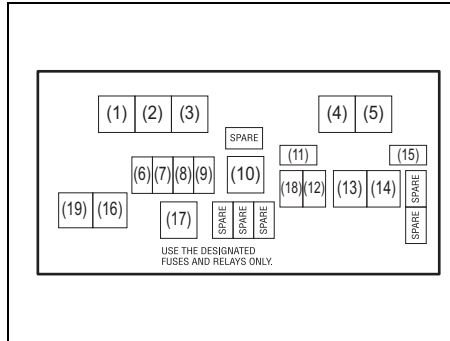 (1) (2) (3) (4) (5)
SPARE
(11) (15)
(6) (7) (8) (9) (10) (18) (12) (13) (14) SPARE
(19) (16) (17) SPARE SPARE SPARE SPARE
USE THE DESIGNATED
FUSES AND RELAYS ONLY.